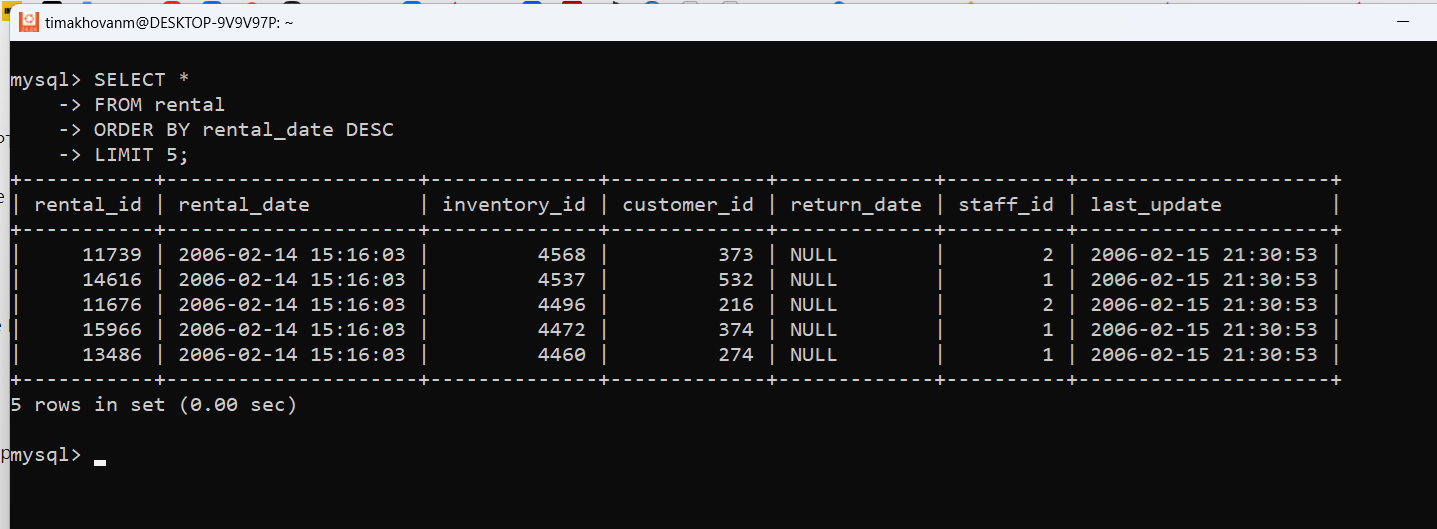 timakhovanm@DESKTOP-9V9V97P: ~
mysql> SELECT *
    -> FROM rental
    -> ORDER BY rental_date DESC
    -> LIMIT 5;
+-----------+---------------------+--------------+-------------+-------------+----------+---------------------+
| rental_id | rental_date         | inventory_id | customer_id | return_date | staff_id | last_update         |
+-----------+---------------------+--------------+-------------+-------------+----------+---------------------+
|     11739 | 2006-02-14 15:16:03 |         4568 |         373 | NULL        |        2 | 2006-02-15 21:30:53 |
|     14616 | 2006-02-14 15:16:03 |         4537 |         532 | NULL        |        1 | 2006-02-15 21:30:53 |
|     11676 | 2006-02-14 15:16:03 |         4496 |         216 | NULL        |        2 | 2006-02-15 21:30:53 |
|     15966 | 2006-02-14 15:16:03 |         4472 |         374 | NULL        |        1 | 2006-02-15 21:30:53 |
|     13486 | 2006-02-14 15:16:03 |         4460 |         274 | NULL        |        1 | 2006-02-15 21:30:53 |
+-----------+---------------------+--------------+-------------+-------------+----------+---------------------+
5 rows in set (0.00 sec)
mysql>